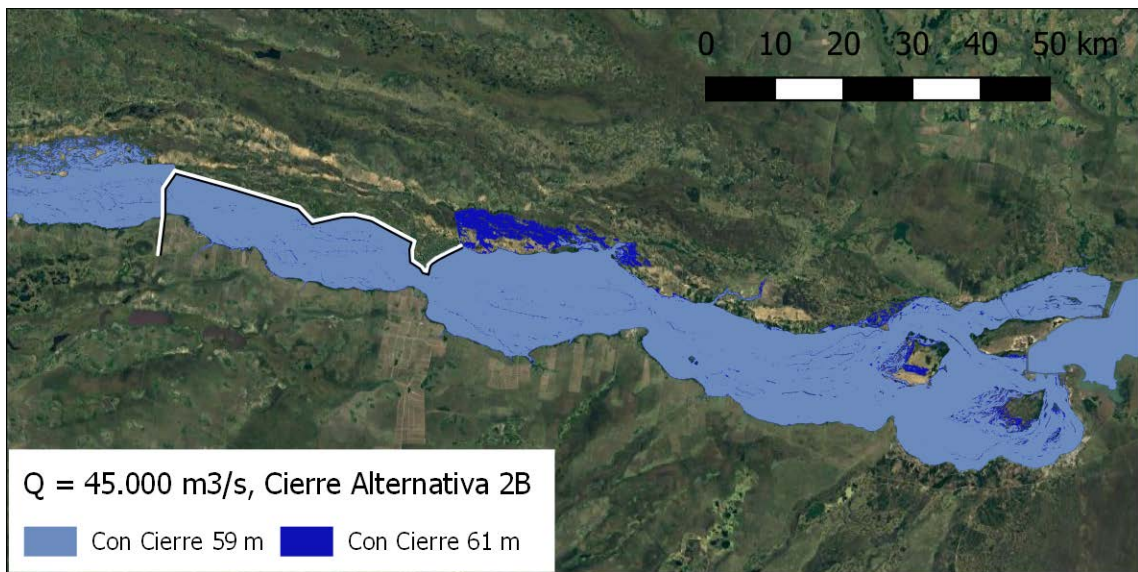 0 10 20 30 40 50 km
Q = 45.000 m3/s, Cierre Alternativa 2B
Con Cierre 59 m Con Cierre 61 m